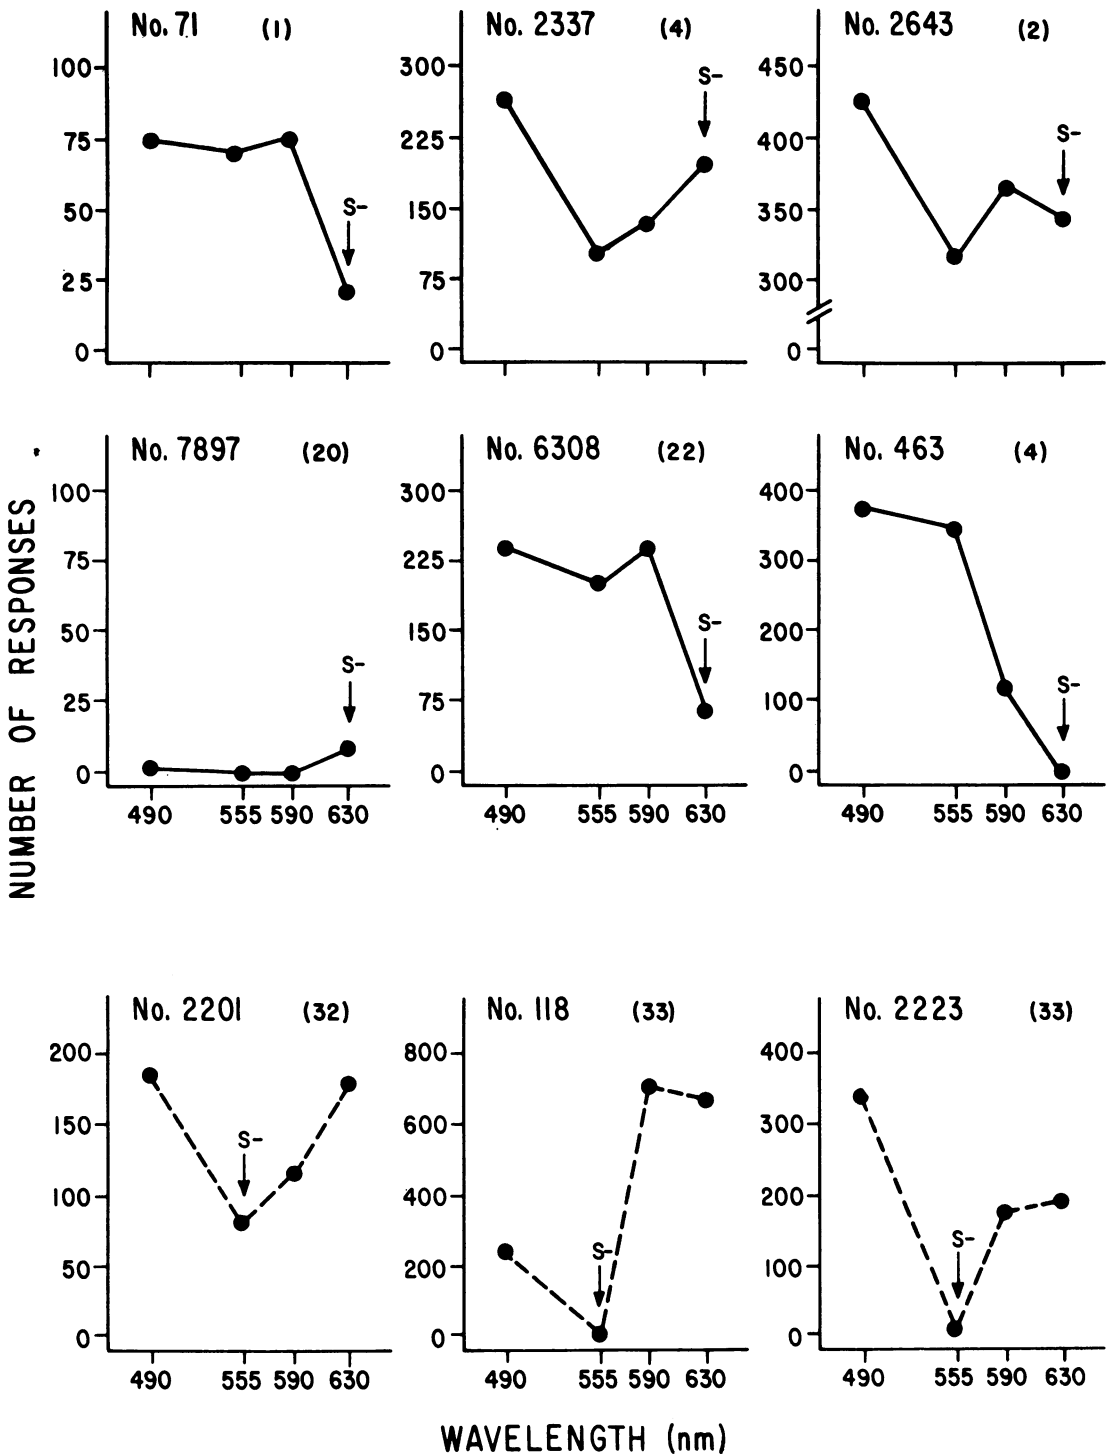 No. 71 (1)
100
75
50
25
0
S-
No. 2337 (4)
300
225
150
75
0
S-
No. 2643 (2)
450
400
350
300
0
S-
No. 7897 (20)
100
75
50
25
0
S-
490 555 590 630
No. 6308 (22)
300
225
150
75
0
S-
490 555 590 630
No. 463 (4)
400
300
200
100
0
S-
490 555 590 630
NUMBER OF RESPONSES
No. 2201 (32)
200
150
100
50
0
S-
490 555 590 630
No. 118 (33)
800
600
400
200
0
S-
490 555 590 630
No. 2223 (33)
400
300
200
100
0
S-
490 555 590 630
WAVELENGTH (nm)